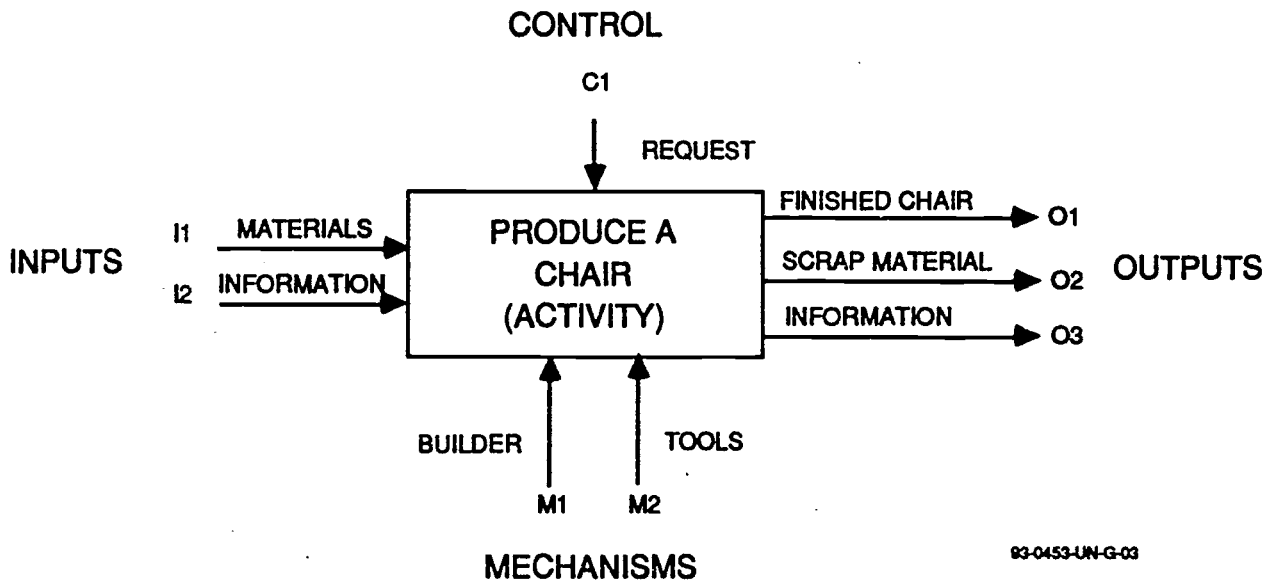 CONTROL
C1
REQUEST
INPUTS
I1
MATERIALS
I2
INFORMATION
PRODUCE A
CHAIR
(ACTIVITY)
FINISHED CHAIR
O1
SCRAP MATERIAL
O2
INFORMATION
O3
OUTPUTS
BUILDER
TOOLS
M1
M2
MECHANISMS
93-0453-UN-G-03